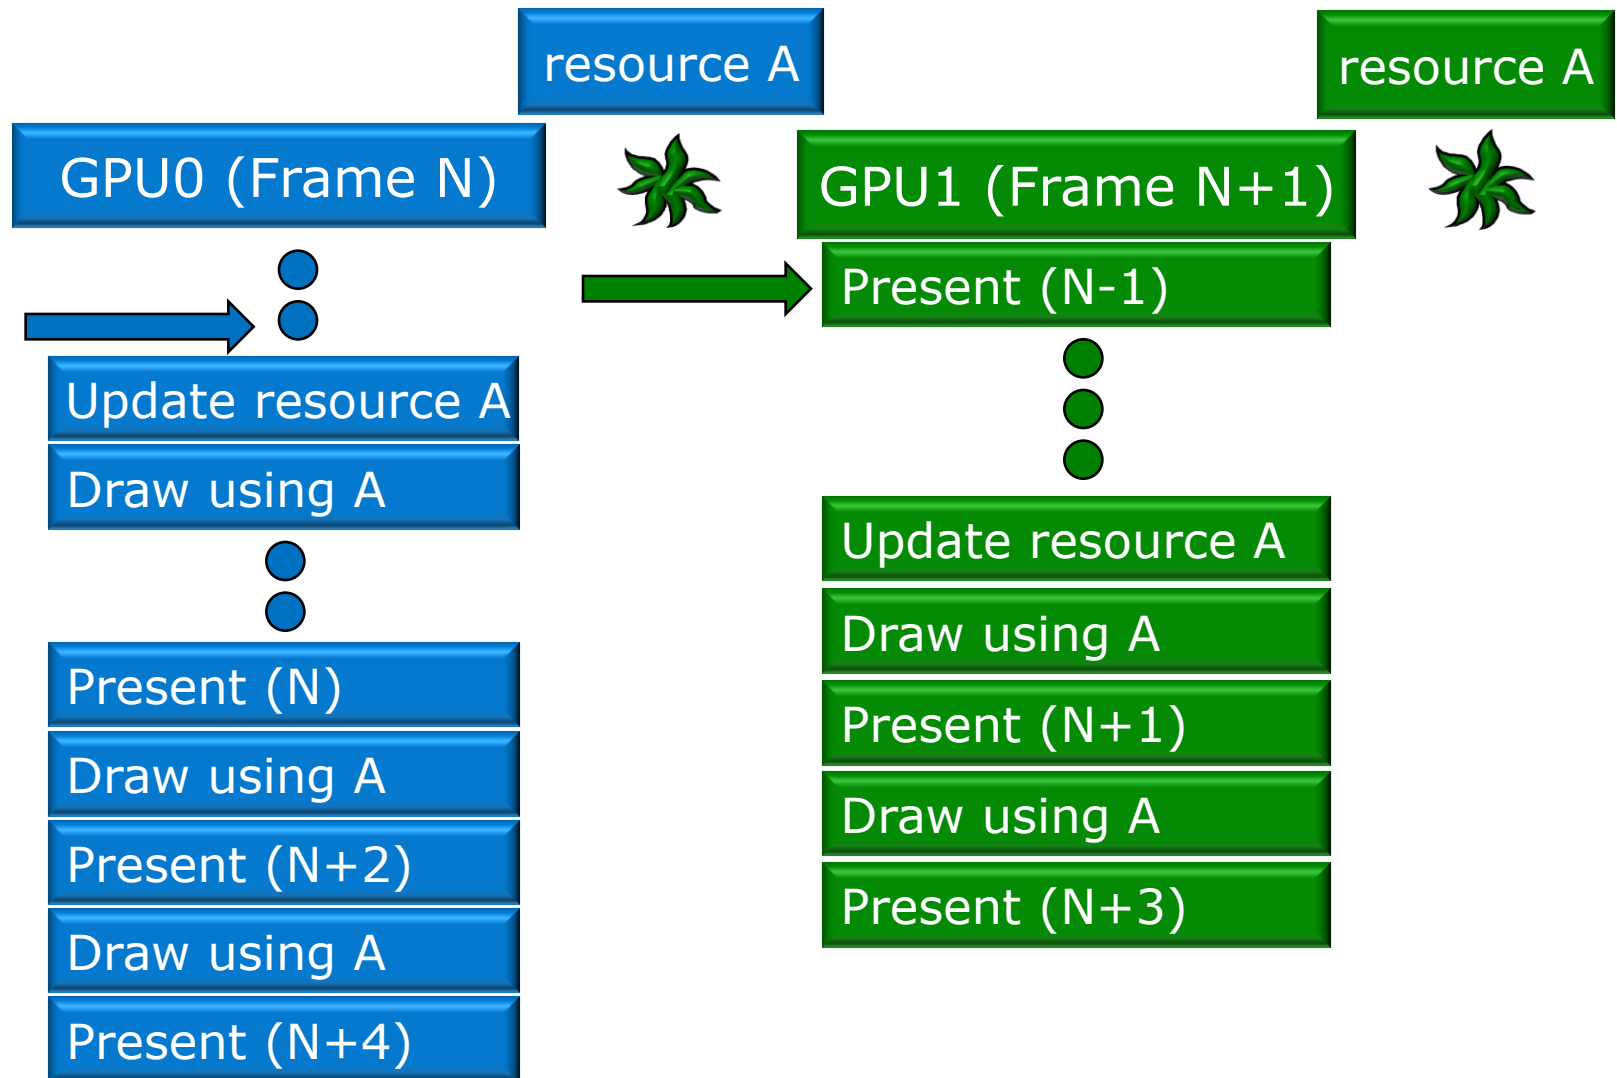 resource A
GPU0 (Frame N)
Update resource A
Draw using A
Present (N)
Draw using A
Present (N+2)
Draw using A
Present (N+4)
resource A
GPU1 (Frame N+1)
Present (N-1)
Update resource A
Draw using A
Present (N+1)
Draw using A
Present (N+3)